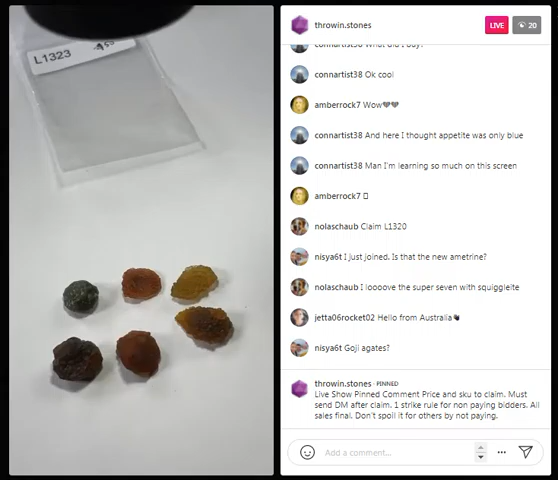 L1323
throwin.stones
LIVE
20
connartist38 What did I buy?
connartist38 Ok cool
amberrock7 Wow
connartist38 And here I thought appetite was only blue
connartist38 Man I'm learning so much on this screen
amberrock7
nolaschaub Claim L1320
nisya6t I just joined. Is that the new ametrine?
nolaschaub I loooove the super seven with squiggleite
jetta06rocket02 Hello from Australia
nisya6t Goji agates?
throwin.stones · PINNED
Live Show Pinned Comment Price and sku to claim. Must
send DM after claim. 1 strike rule for non paying bidders. All
sales final. Don't spoil it for others by not paying.
Add a comment...